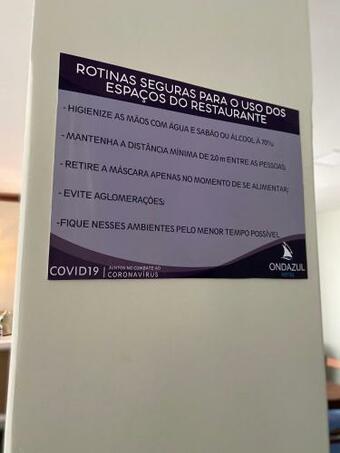 ROTINAS SEGURAS PARA O USO DOS
ESPAÇOS DO RESTAURANTE
- HIGIENIZE AS MÃOS COM ÁGUA E SABÃO OU ÁLCOOL À 70%;
- MANTENHA A DISTÂNCIA MÍNIMA DE 2,0 m ENTRE AS PESSOAS;
- RETIRE A MÁSCARA APENAS NO MOMENTO DE SE ALIMENTAR;
- EVITE AGLOMERAÇÕES;
-FIQUE NESSES AMBIENTES PELO MENOR TEMPO POSSÍVEL.
COVID19 | JUNTOS NO COMBATE AO
CORONAVÍRUS
ONDAZUL